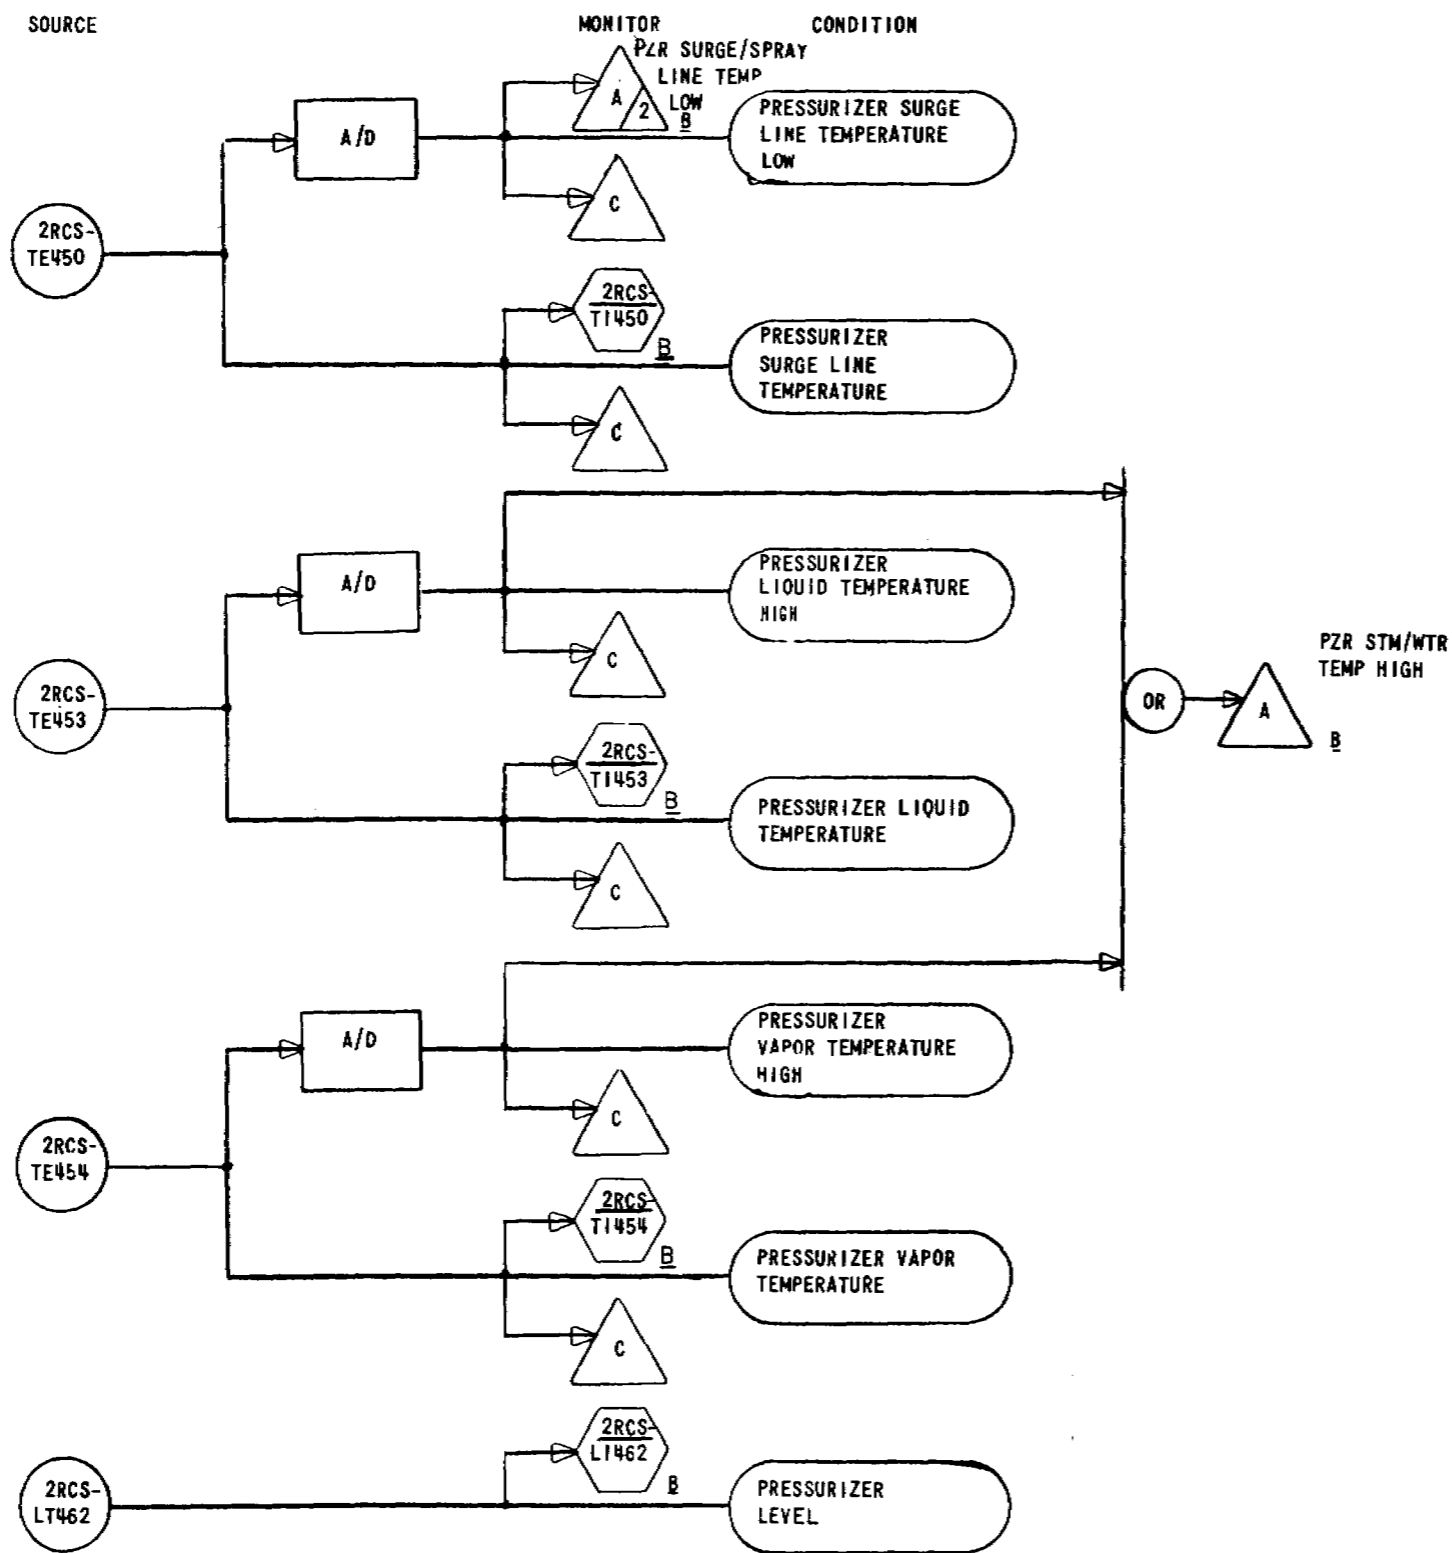 SOURCE
MONITOR
CONDITION
PZR SURGE/SPRAY
LINE TEMP
LOW
A
2
B
A/D
PRESSURIZER SURGE
LINE TEMPERATURE
LOW
C
2RCS-
TE450
2RCS-
TI450
B
PRESSURIZER
SURGE LINE
TEMPERATURE
C
A/D
PRESSURIZER
LIQUID TEMPERATURE
HIGH
C
2RCS-
TE453
PZR STM/WTR
TEMP HIGH
OR
A
B
2RCS-
TI453
B
PRESSURIZER LIQUID
TEMPERATURE
C
A/D
PRESSURIZER
VAPOR TEMPERATURE
HIGH
C
2RCS-
TE454
2RCS-
TI454
B
PRESSURIZER VAPOR
TEMPERATURE
C
2RCS-
LI462
B
2RCS-
LT462
PRESSURIZER
LEVEL